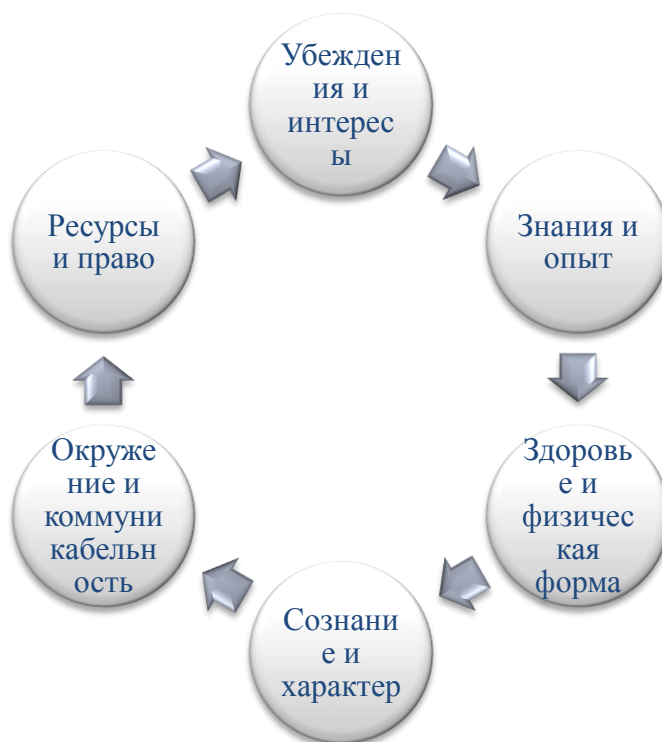 Убежден
ия и
интерес
ы
Знания и
опыт
Здоровь
е и
физичес
кая
форма
Сознани
е и
характер
Окруже
ние и
коммуни
кабельн
ость
Ресурсы
и право